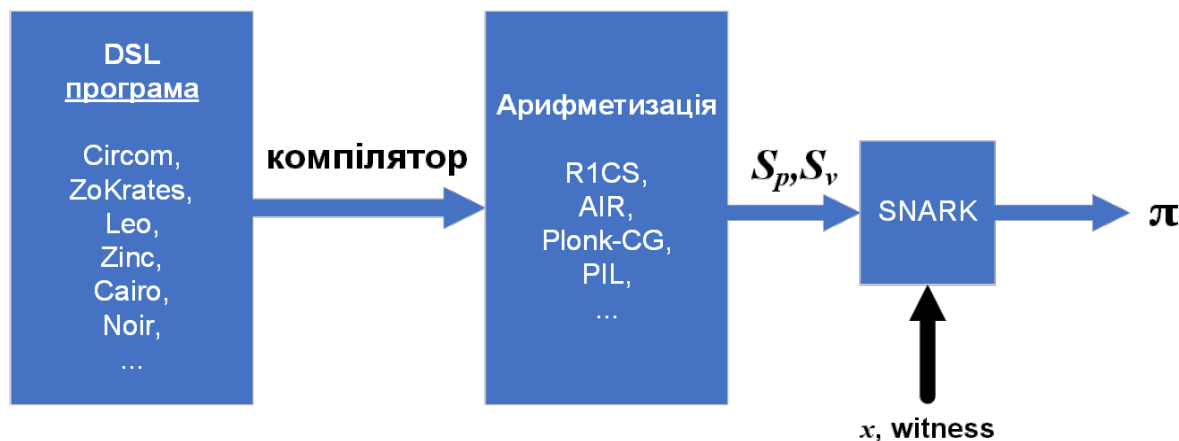 DSL
програма
Circom,
ZoKrates,
Leo,
Zinc,
Cairo,
Noir,
...
компілятор
Арифметизація
R1CS,
AIR,
Plonk-CG,
PIL,
...
Sₚ,Sᵥ
SNARK
π
x, witness